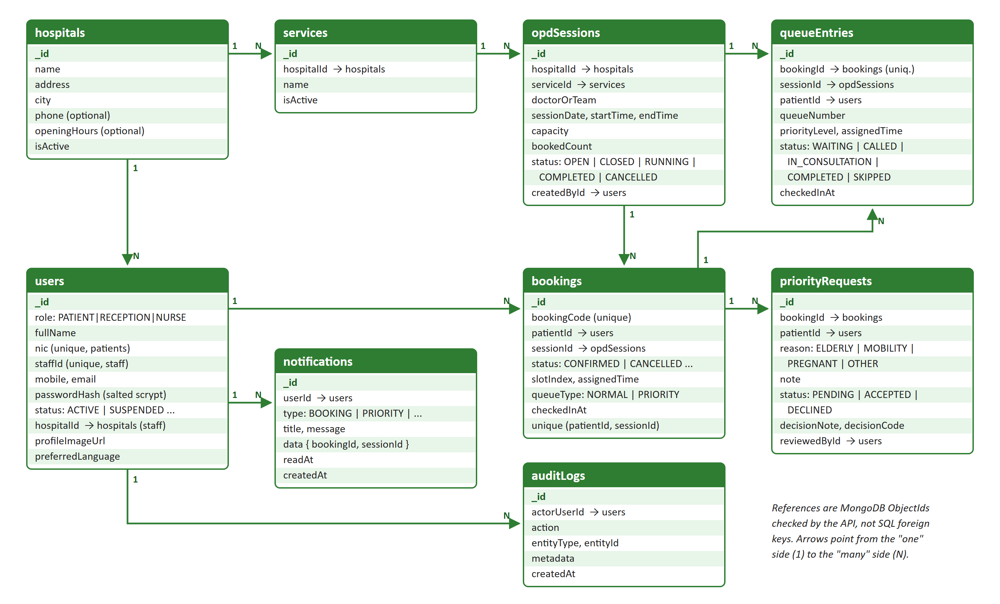 hospitals
_id
name
address
city
phone (optional)
openingHours (optional)
isActive
1 N
services
_id
hospitalId → hospitals
name
isActive
1 N
opdSessions
_id
hospitalId → hospitals
serviceId → services
doctorOrTeam
sessionDate, startTime, endTime
capacity
bookedCount
status: OPEN | CLOSED | RUNNING |
COMPLETED | CANCELLED
createdById → users
1 N
queueEntries
_id
bookingId → bookings (uniq.)
sessionId → opdSessions
patientId → users
queueNumber
priorityLevel, assignedTime
status: WAITING | CALLED |
IN_CONSULTATION |
COMPLETED | SKIPPED
checkedInAt
1
N
1
N
1
N
users
_id
role: PATIENT|RECEPTION|NURSE
fullName
nic (unique, patients)
staffId (unique, staff)
mobile, email
passwordHash (salted scrypt)
status: ACTIVE | SUSPENDED ...
hospitalId → hospitals (staff)
profileImageUrl
preferredLanguage
1 N
1 N
notifications
_id
userId → users
type: BOOKING | PRIORITY | ...
title, message
data { bookingId, sessionId }
readAt
createdAt
bookings
_id
bookingCode (unique)
patientId → users
sessionId → opdSessions
status: CONFIRMED | CANCELLED ...
slotIndex, assignedTime
queueType: NORMAL | PRIORITY
checkedInAt
unique (patientId, sessionId)
1 N
priorityRequests
_id
bookingId → bookings
patientId → users
reason: ELDERLY | MOBILITY |
PREGNANT | OTHER
note
status: PENDING | ACCEPTED |
DECLINED
decisionNote, decisionCode
reviewedById → users
1
N
auditLogs
_id
actorUserId → users
action
entityType, entityId
metadata
createdAt
References are MongoDB ObjectIds
checked by the API, not SQL foreign
keys. Arrows point from the "one"
side (1) to the "many" side (N).